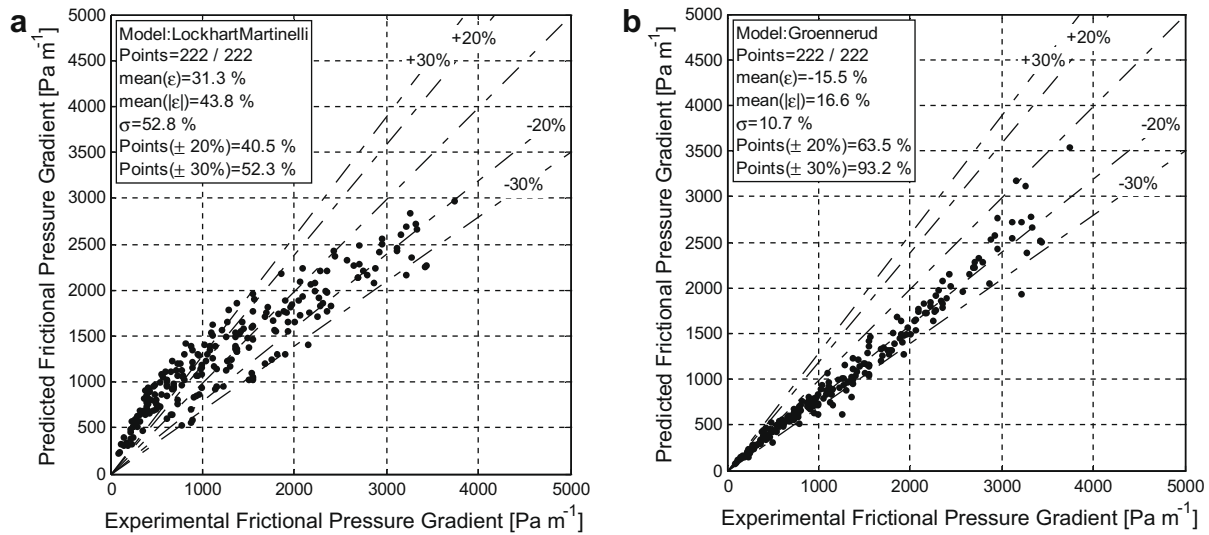 a
Model:LockhartMartinelli
Points=222 / 222
mean(ε)=31.3 %
mean(|ε|)=43.8 %
σ=52.8 %
Points(± 20%)=40.5 %
Points(± 30%)=52.3 %
+20%
+30%
-20%
-30%
5000
4500
4000
3500
3000
2500
2000
1500
1000
500
0
0 1000 2000 3000 4000 5000
Predicted Frictional Pressure Gradient [Pa m⁻¹]
Experimental Frictional Pressure Gradient [Pa m⁻¹]
b
Model:Groennerud
Points=222 / 222
mean(ε)=-15.5 %
mean(|ε|)=16.6 %
σ=10.7 %
Points(± 20%)=63.5 %
Points(± 30%)=93.2 %
+20%
+30%
-20%
-30%
5000
4500
4000
3500
3000
2500
2000
1500
1000
500
0
0 1000 2000 3000 4000 5000
Predicted Frictional Pressure Gradient [Pa m⁻¹]
Experimental Frictional Pressure Gradient [Pa m⁻¹]